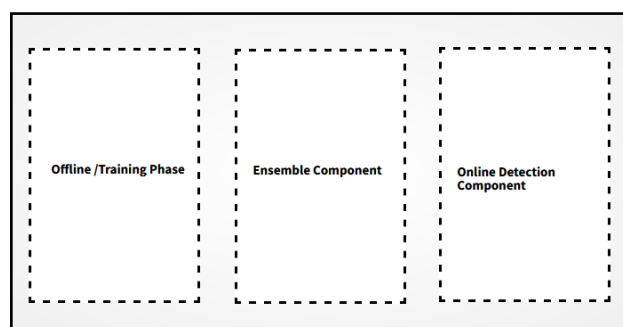 Offline /Training Phase
Ensemble Component
Online Detection
Component